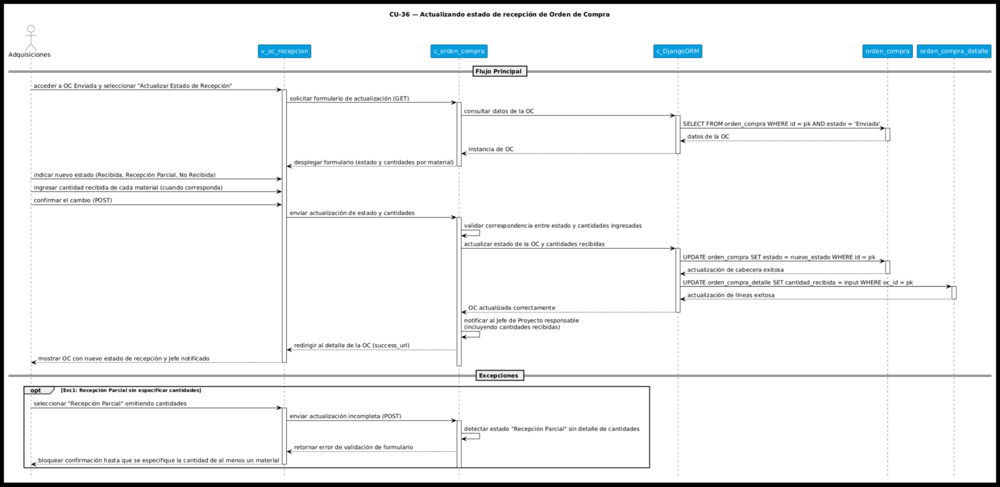 CU-36 — Actualizando estado de recepción de Orden de Compra
Adquisiciones
v_oc_recepcion
c_orden_compra
c_DjangoORM
orden_compra
orden_compra_detalle
Flujo Principal
acceder a OC Enviada y seleccionar "Actualizar Estado de Recepción"
solicitar formulario de actualización (GET)
consultar datos de la OC
SELECT FROM orden_compra WHERE id = pk AND estado = 'Enviada'
datos de la OC
instancia de OC
desplegar formulario (estado y cantidades por material)
indicar nuevo estado (Recibida, Recepción Parcial, No Recibida)
ingresar cantidad recibida de cada material (cuando corresponda)
confirmar el cambio (POST)
enviar actualización de estado y cantidades
validar correspondencia entre estado y cantidades ingresadas
actualizar estado de la OC y cantidades recibidas
UPDATE orden_compra SET estado = nuevo_estado WHERE id = pk
actualización de cabecera exitosa
UPDATE orden_compra_detalle SET cantidad_recibida = input WHERE oc_id = pk
actualización de líneas exitosa
OC actualizada correctamente
notificar al Jefe de Proyecto responsable
(incluyendo cantidades recibidas)
redirigir al detalle de la OC (success_url)
mostrar OC con nuevo estado de recepción y Jefe notificado
Excepciones
opt [Exc1: Recepción Parcial sin especificar cantidades]
seleccionar "Recepción Parcial" omitiendo cantidades
enviar actualización incompleta (POST)
detectar estado "Recepción Parcial" sin detalle de cantidades
retornar error de validación de formulario
bloquear confirmación hasta que se especifique la cantidad de al menos un material